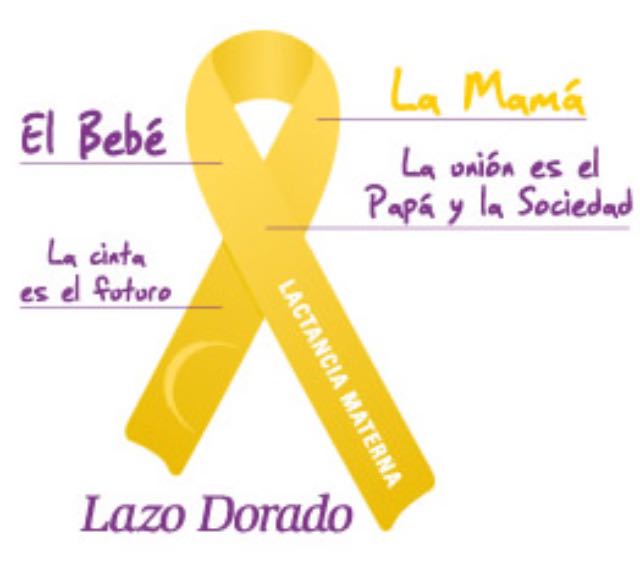 La Mamá
El Bebé
La unión es el
Papá y la Sociedad
La cinta
es el futuro
LACTANCIA MATERNA
Lazo Dorado